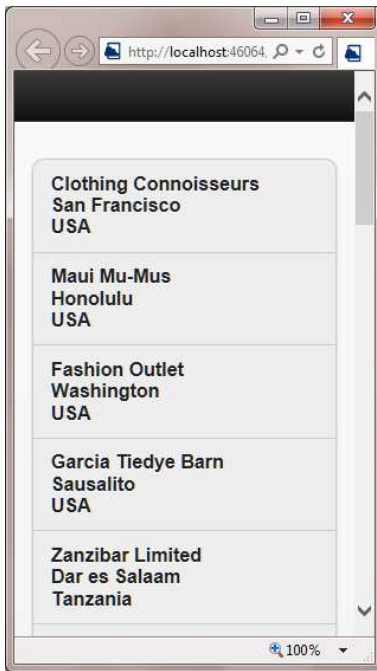 http://localhost:46064,
Clothing Connoisseurs
San Francisco
USA
Maui Mu-Mus
Honolulu
USA
Fashion Outlet
Washington
USA
Garcia Tiedye Barn
Sausalito
USA
Zanzibar Limited
Dar es Salaam
Tanzania
100%